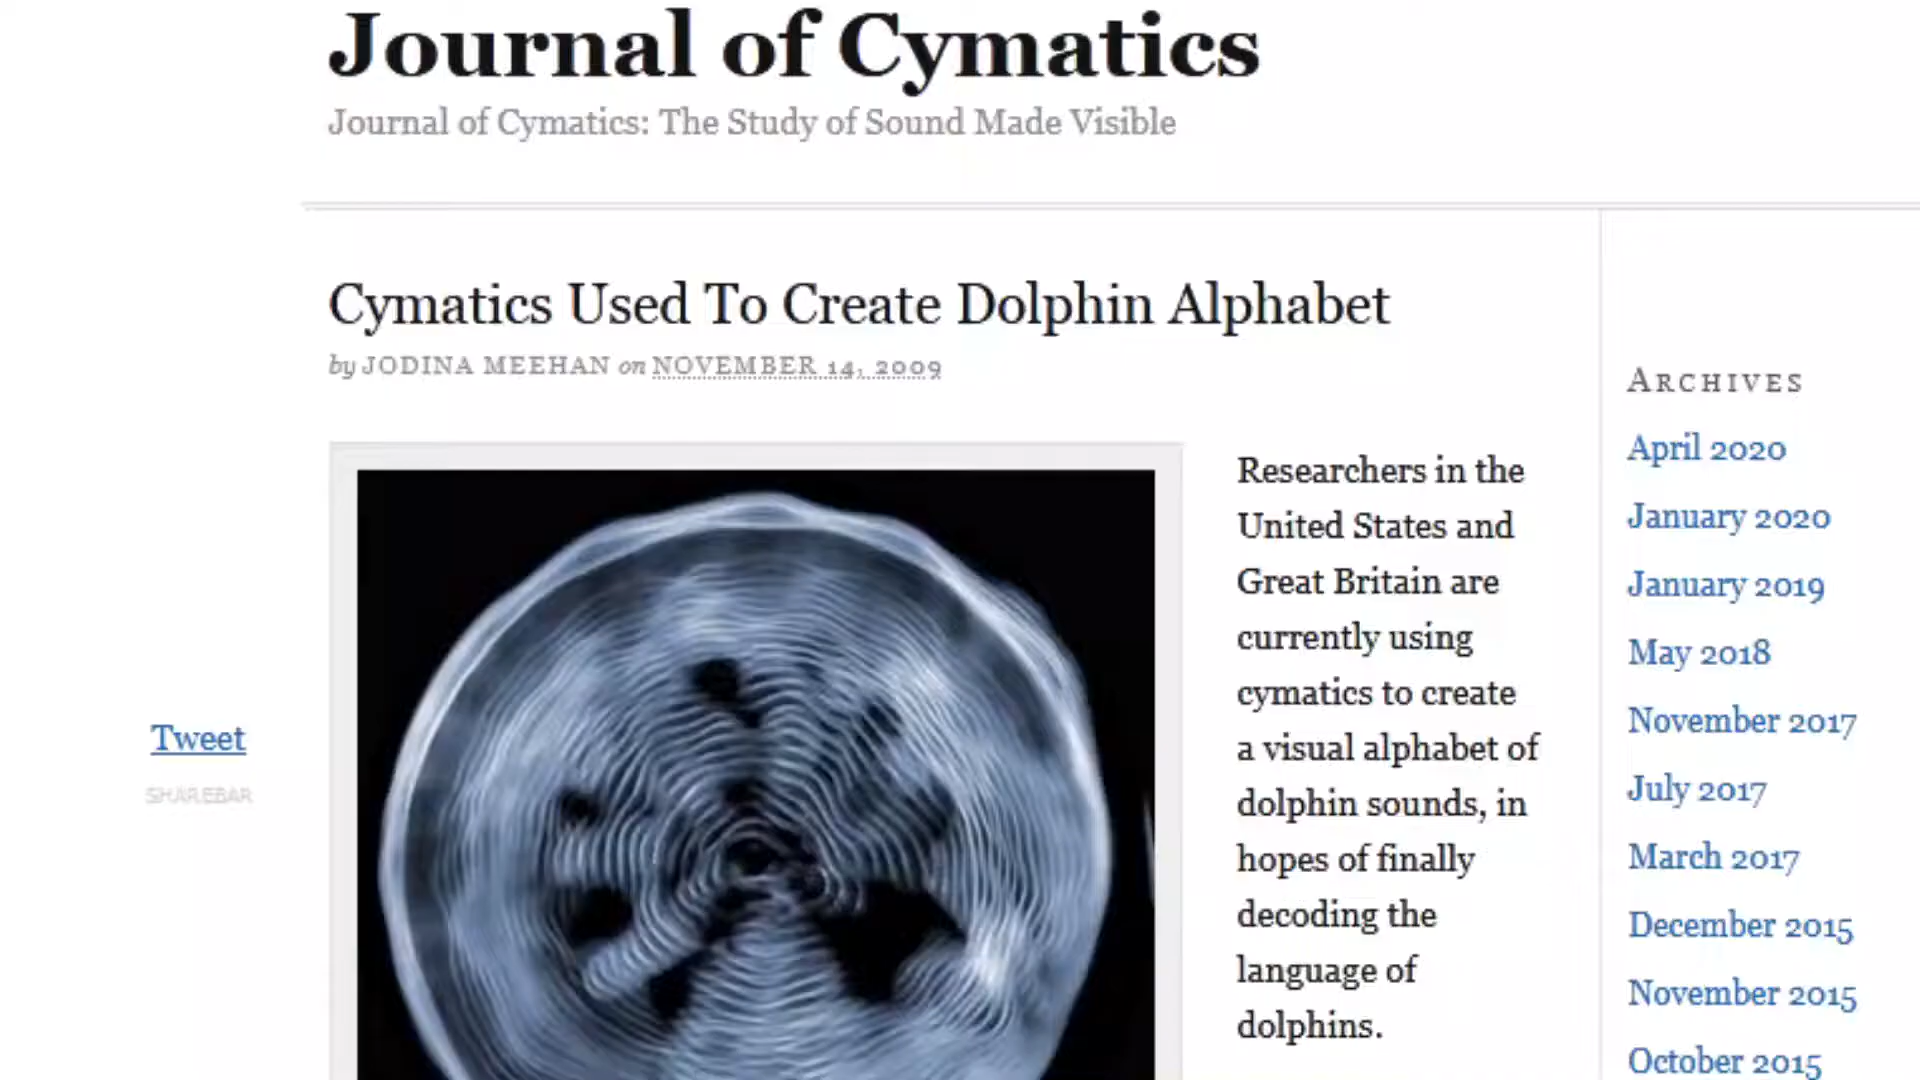 Journal of Cymatics
Journal of Cymatics: The Study of Sound Made Visible
Cymatics Used To Create Dolphin Alphabet
by JODINA MEEHAN on NOVEMBER 14, 2009
Tweet
SHAREBAR
Researchers in the
United States and
Great Britain are
currently using
cymatics to create
a visual alphabet of
dolphin sounds, in
hopes of finally
decoding the
language of
dolphins.
ARCHIVES
April 2020
January 2020
January 2019
May 2018
November 2017
July 2017
March 2017
December 2015
November 2015
October 2015